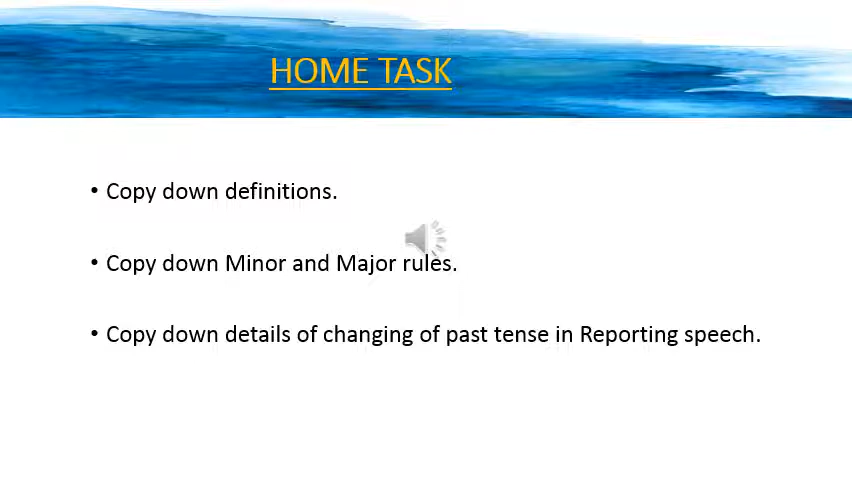 HOME TASK
• Copy down definitions.
• Copy down Minor and Major rules.
• Copy down details of changing of past tense in Reporting speech.